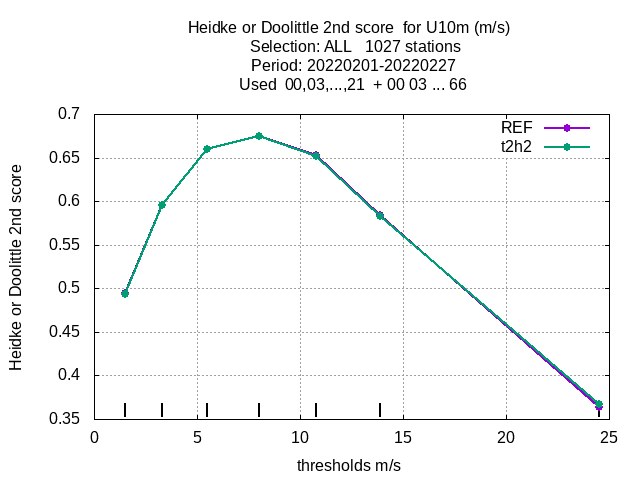 Heidke or Doolittle 2nd score  for U10m (m/s)
Selection: ALL   1027 stations
Period: 20220201-20220227
Used  00,03,...,21  + 00 03 ... 66
REF
t2h2
0.7
0.65
0.6
0.55
0.5
0.45
0.4
0.35
Heidke or Doolittle 2nd score
0 5 10 15 20 25
thresholds m/s